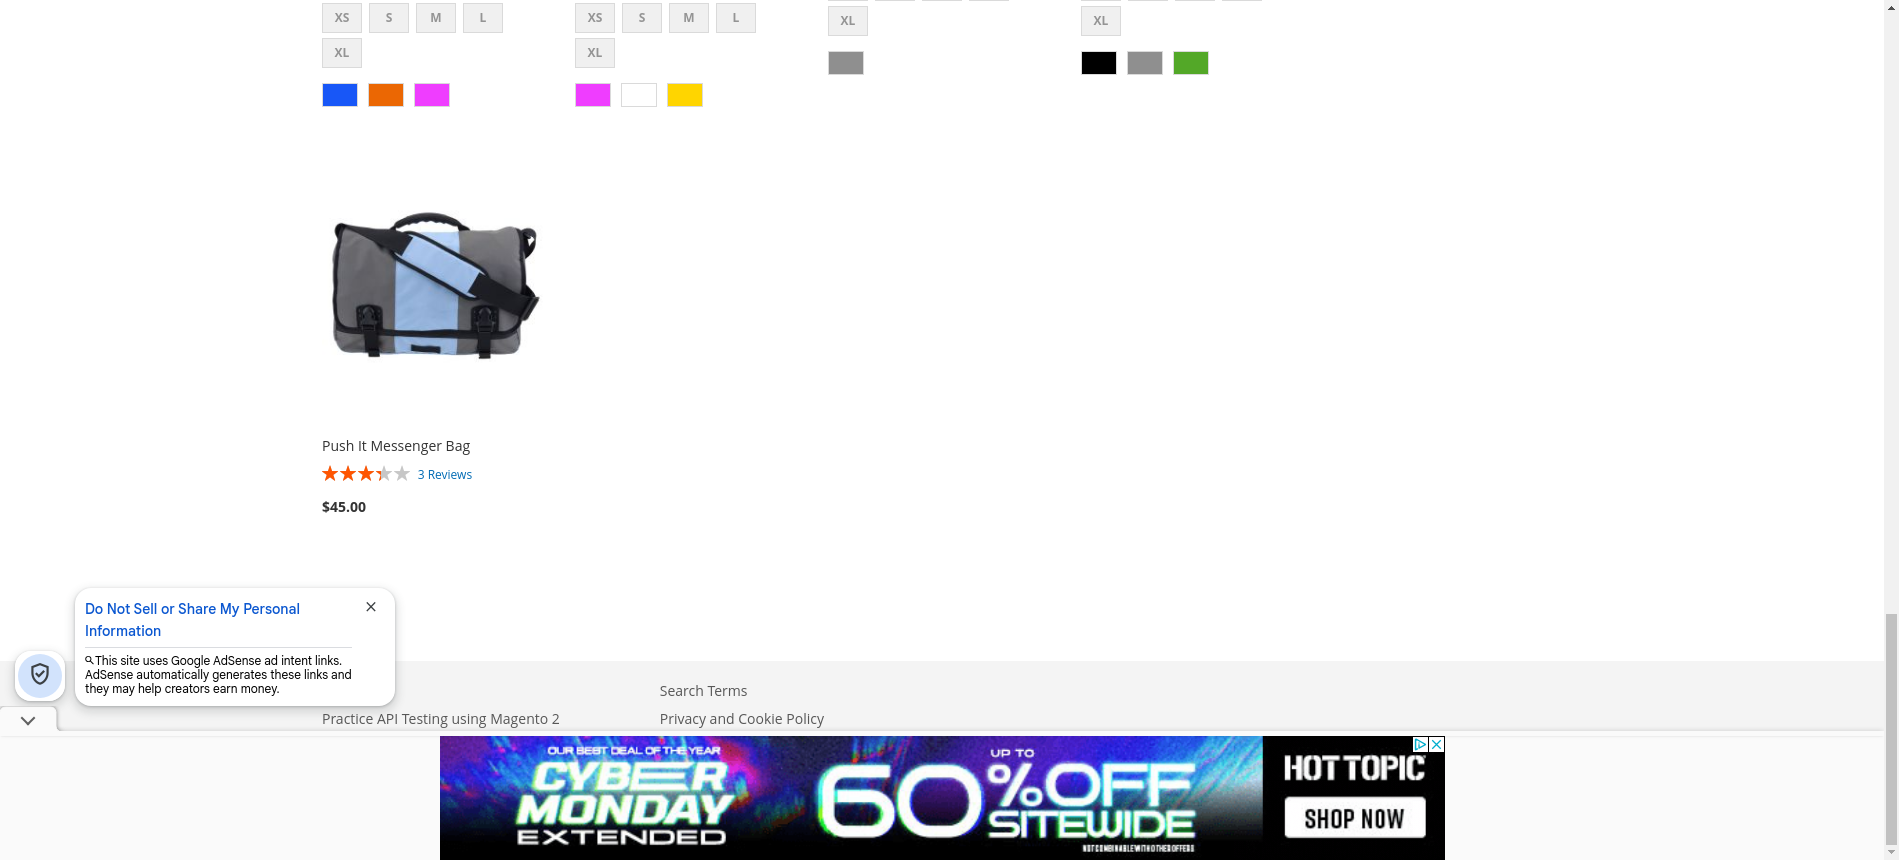 XS S M L
XL
XS S M L
XL
XL
XL
Push It Messenger Bag
3 Reviews
$45.00
Do Not Sell or Share My Personal
Information
This site uses Google AdSense ad intent links.
AdSense automatically generates these links and
they may help creators earn money.
Practice API Testing using Magento 2
Search Terms
Privacy and Cookie Policy
OUR BEST DEAL OF THE YEAR
CYBER
MONDAY
EXTENDED
UP TO
60% OFF
SITEWIDE
NOT COMBINABLE WITH OTHER OFFERS
HOT TOPIC
SHOP NOW